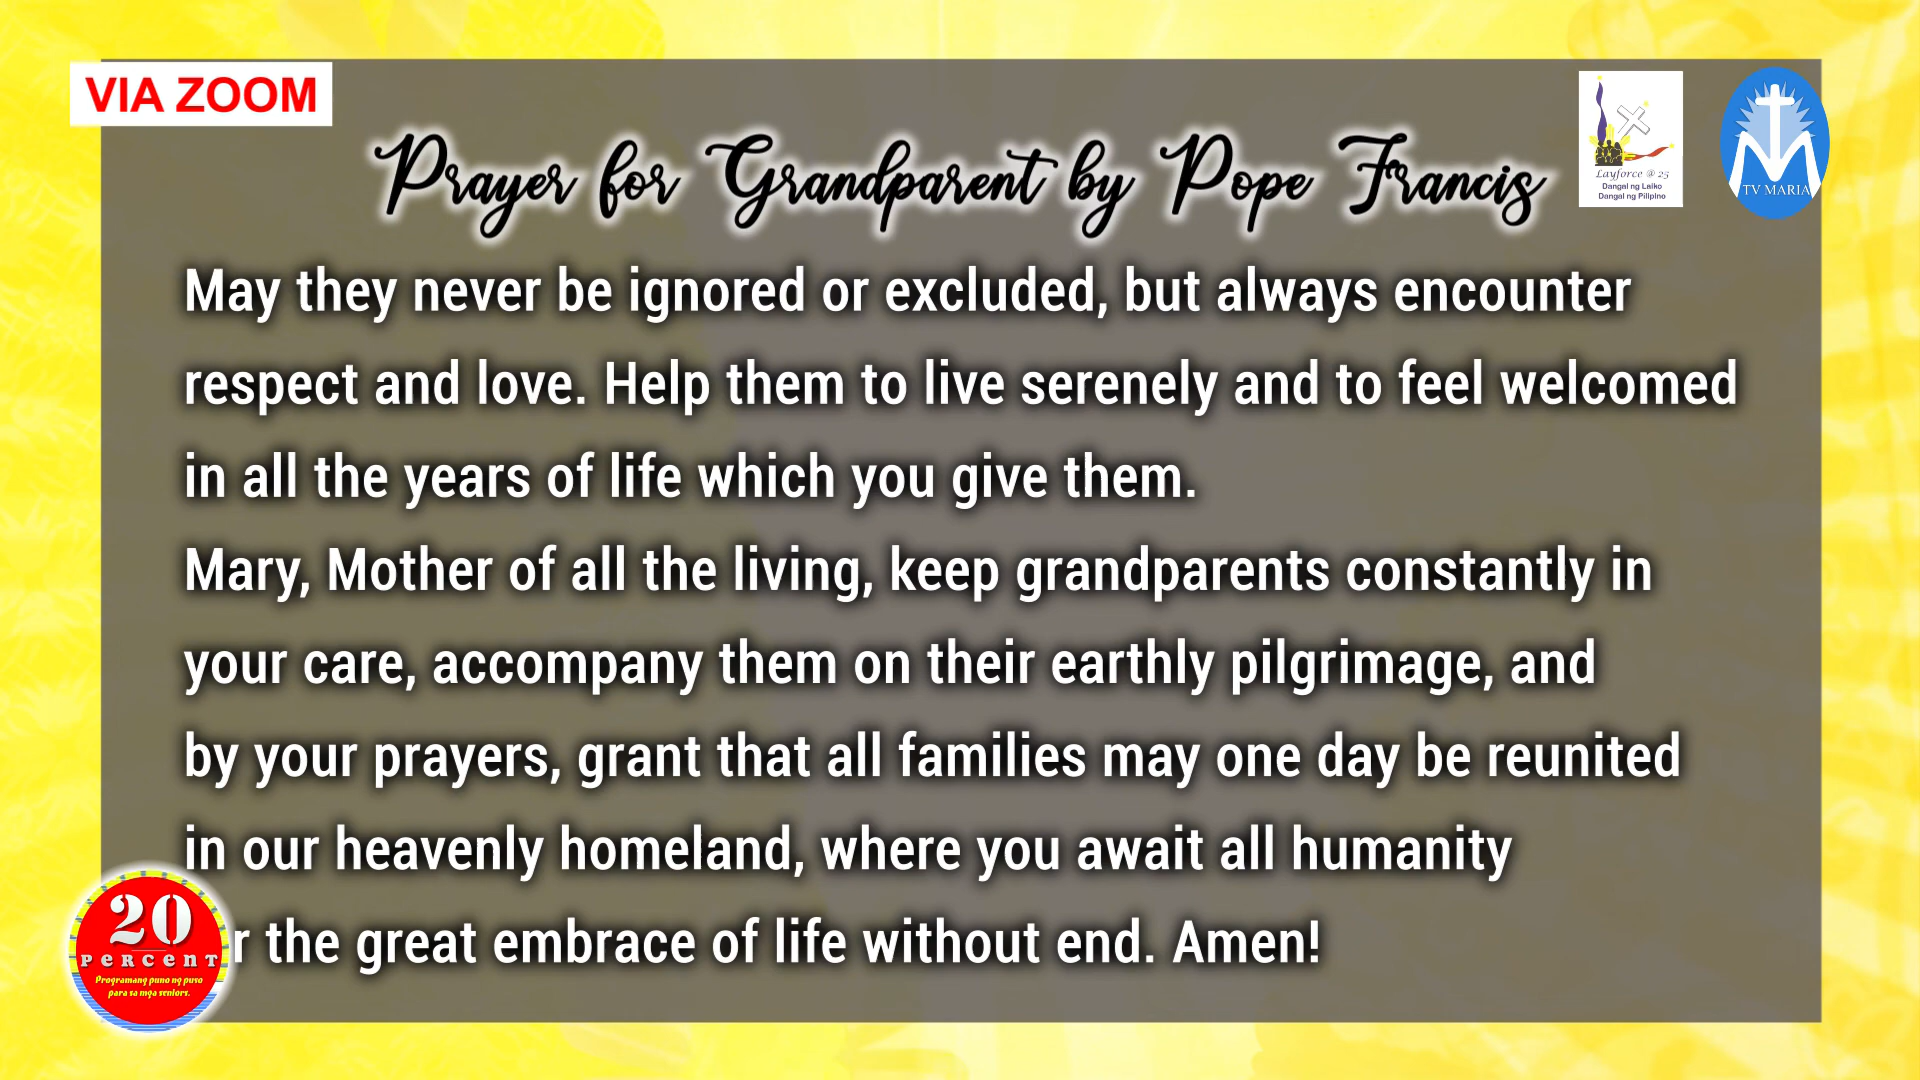 VIA ZOOM
Prayer for Grandparent by Pope Francis
Layforce @ 25
Dangal ng Laiko
Dangal ng Pilipino
TV MARIA
May they never be ignored or excluded, but always encounter
respect and love. Help them to live serenely and to feel welcomed
in all the years of life which you give them.
Mary, Mother of all the living, keep grandparents constantly in
your care, accompany them on their earthly pilgrimage, and
by your prayers, grant that all families may one day be reunited
in our heavenly homeland, where you await all humanity
r the great embrace of life without end. Amen!
20
PERCENT
Programang puno ng puso
para sa mga seniors.